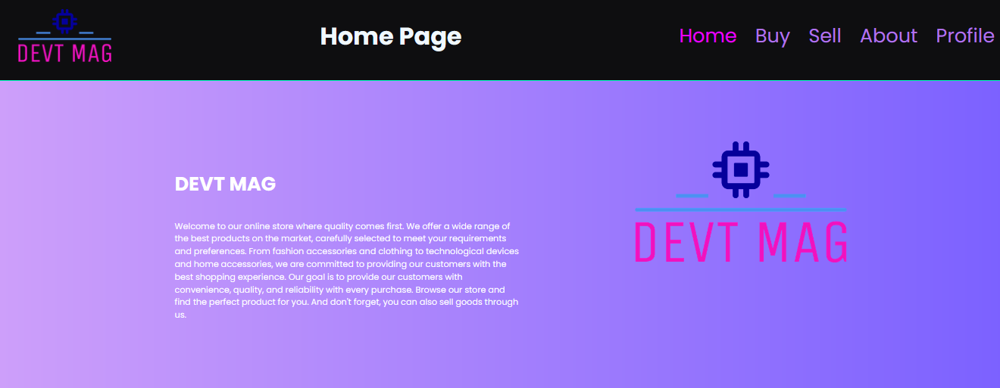 DEVT MAG
Home Page
Home Buy Sell About Profile
DEVT MAG
Welcome to our online store where quality comes first. We offer a wide range of
the best products on the market, carefully selected to meet your requirements
and preferences. From fashion accessories and clothing to technological devices
and home accessories, we are committed to providing our customers with the
best shopping experience. Our goal is to provide our customers with
convenience, quality, and reliability with every purchase. Browse our store and
find the perfect product for you. And don't forget, you can also sell goods through
us.
DEVT MAG